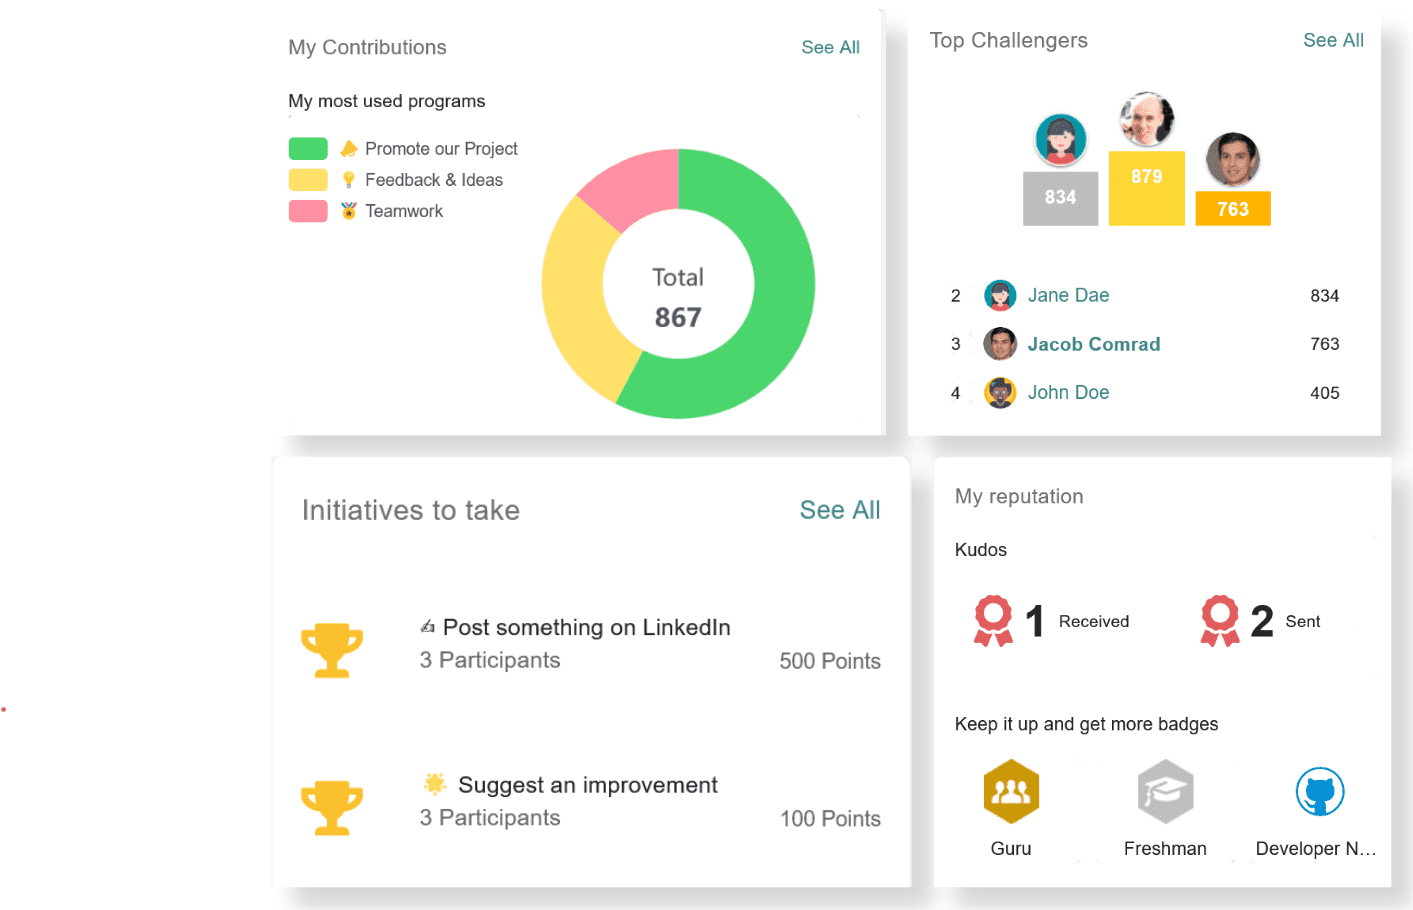 My Contributions
See All
My most used programs
Promote our Project
Feedback & Ideas
Teamwork
Total
867
Top Challengers
See All
834
879
763
2 Jane Dae 834
3 Jacob Comrad 763
4 John Doe 405
Initiatives to take
See All
Post something on LinkedIn
3 Participants
500 Points
Suggest an improvement
3 Participants
100 Points
My reputation
Kudos
1 Received
2 Sent
Keep it up and get more badges
Guru
Freshman
Developer N...